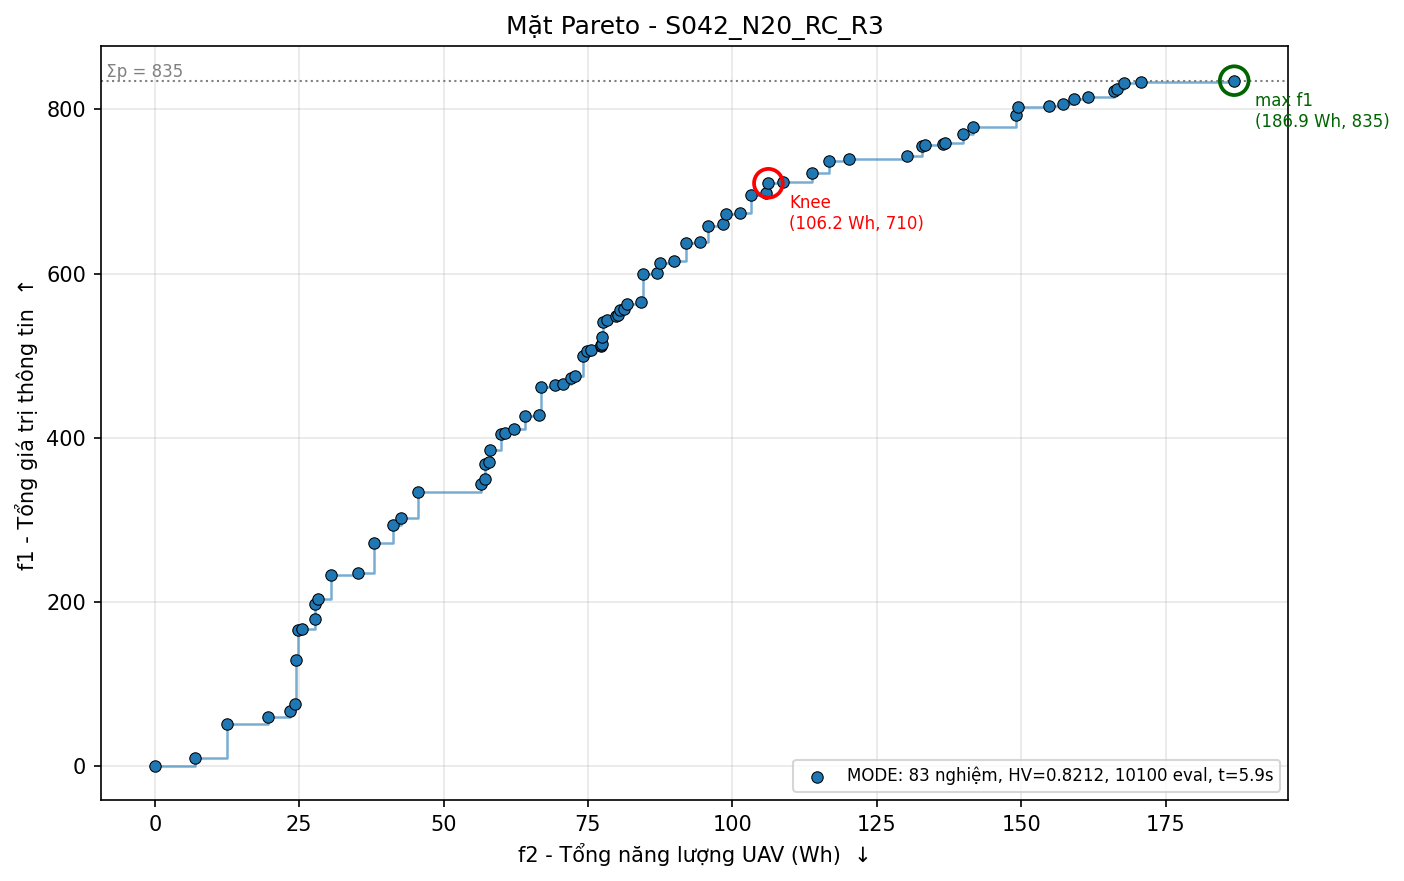 Mặt Pareto - S042_N20_RC_R3
Σp = 835
max f1
(186.9 Wh, 835)
Knee
(106.2 Wh, 710)
800
600
400
200
0
f1 - Tổng giá trị thông tin ↑
MODE: 83 nghiệm, HV=0.8212, 10100 eval, t=5.9s
0 25 50 75 100 125 150 175
f2 - Tổng năng lượng UAV (Wh) ↓